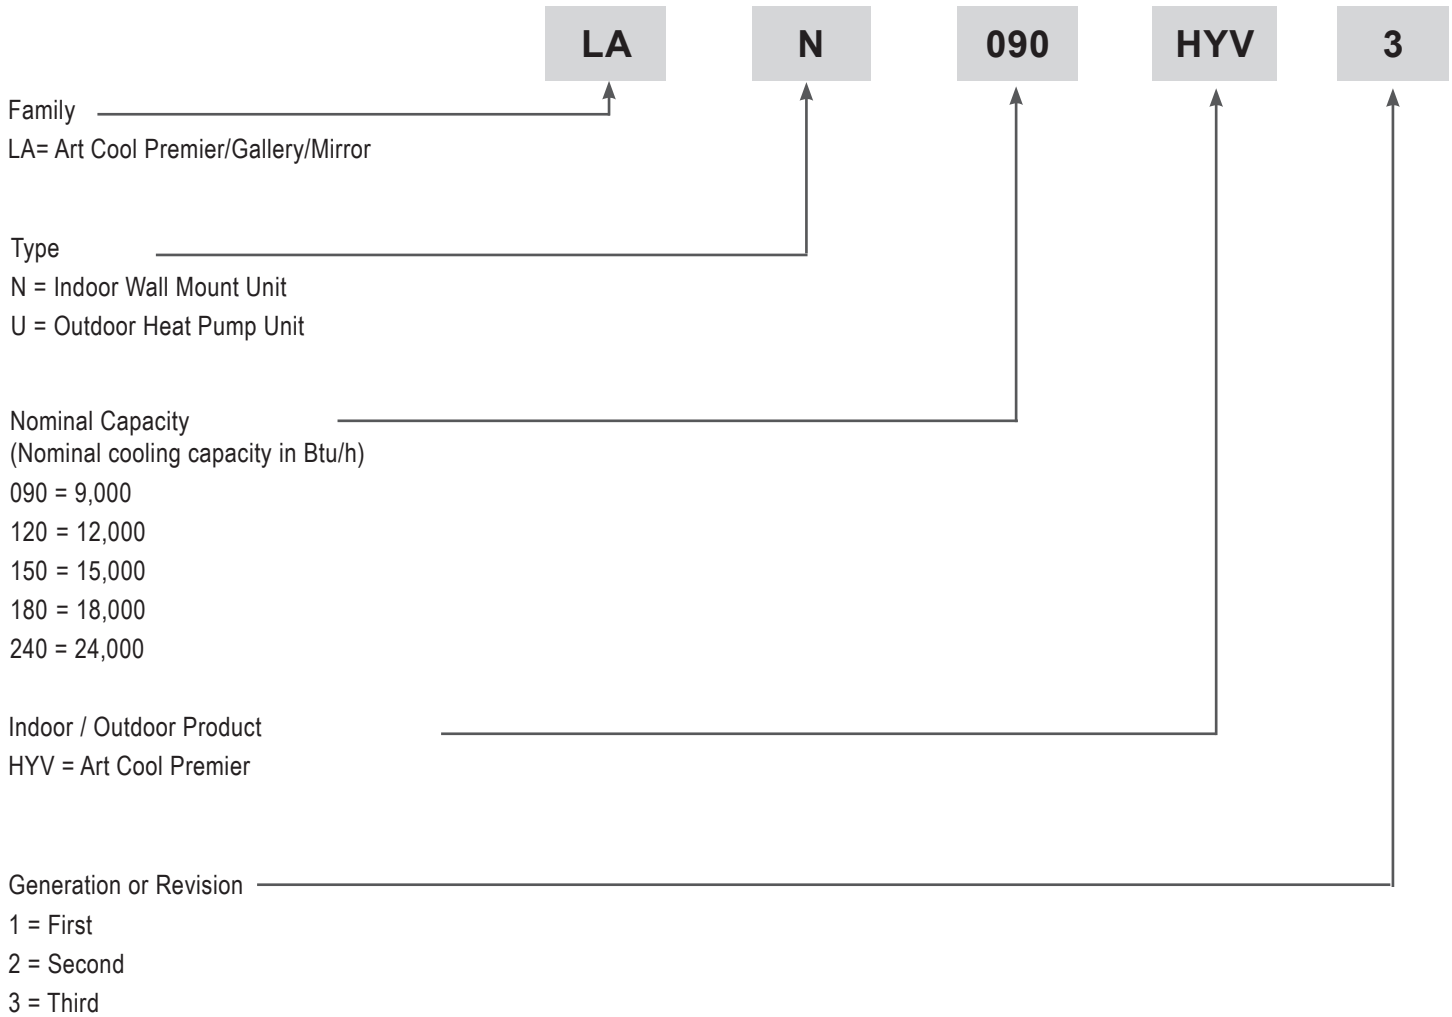 LA N 090 HYV 3
Family
LA= Art Cool Premier/Gallery/Mirror
Type
N = Indoor Wall Mount Unit
U = Outdoor Heat Pump Unit
Nominal Capacity
(Nominal cooling capacity in Btu/h)
090 = 9,000
120 = 12,000
150 = 15,000
180 = 18,000
240 = 24,000
Indoor / Outdoor Product
HYV = Art Cool Premier
Generation or Revision
1 = First
2 = Second
3 = Third